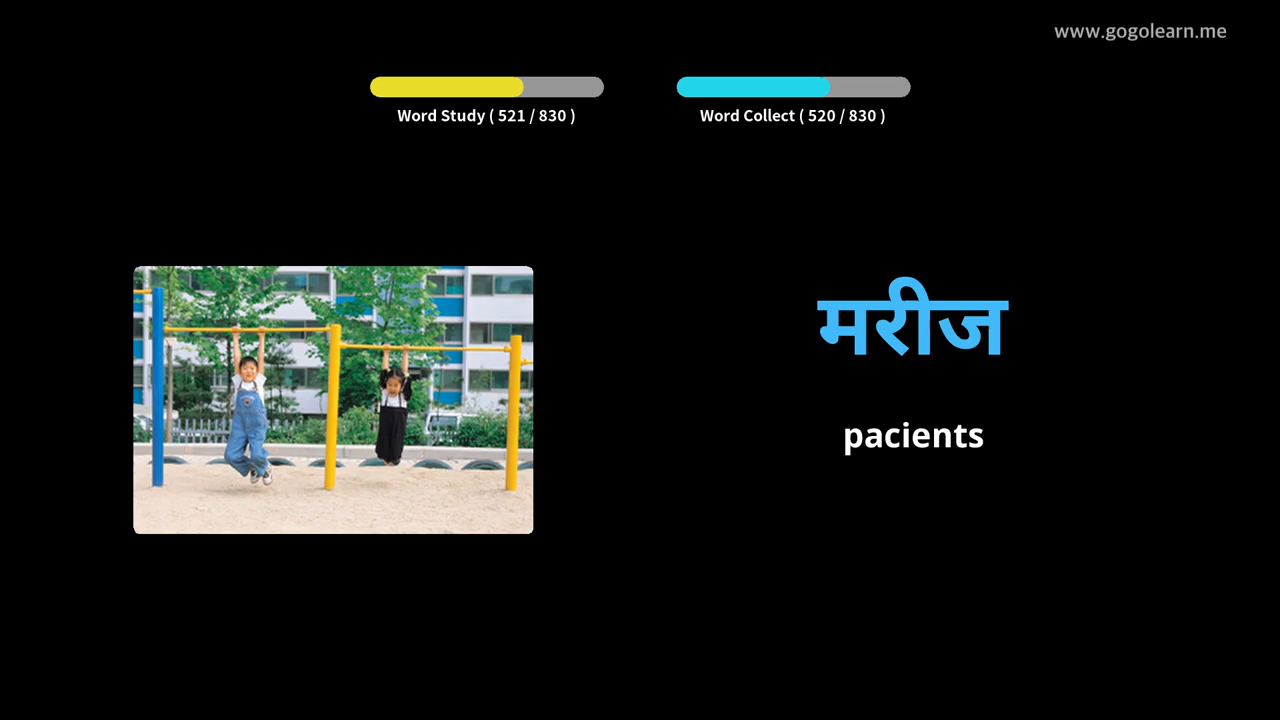 www.gogolearn.me
Word Study ( 521 / 830 )
Word Collect ( 520 / 830 )
मरीज
pacients